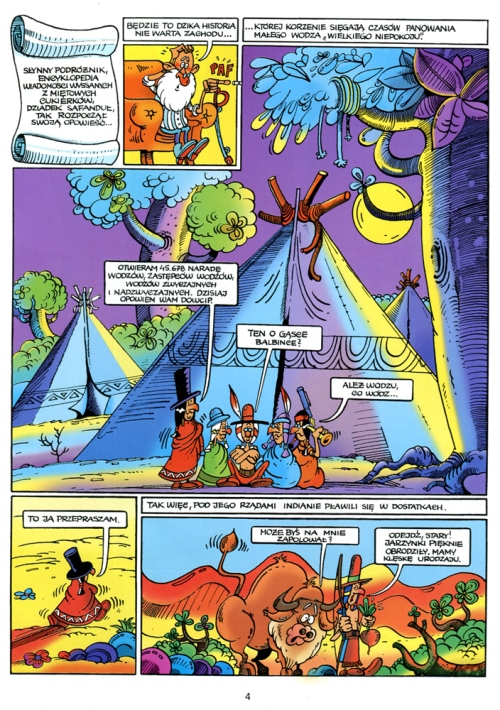 SŁYNNY PODRÓŻNIK,
ENCYKLOPEDIA
WIADOMOŚCI WYSSANYCH
Z MIĘTOWYCH
CUKIERKÓW,
DZIADEK SAFANDUŁ,
TAK ROZPOCZĄŁ
SWOJĄ OPOWIEŚĆ...
BĘDZIE TO DZIKA HISTORIA
NIE WARTA ZACHODU...
PAF
...KTÓREJ KORZENIE SIĘGAJĄ CZASÓW PANOWANIA
MAŁEGO WODZA „WIELKIEGO NIEPOKOJU".
OTWIERAM 45.678 NARADĘ
WODZÓW, ZASTĘPCÓW WODZÓW,
WODZÓW ZWYCZAJNYCH
I NADZWYCZAJNYCH. DZISIAJ
OPOWIEM WAM DOWCIP.
TEN O GĄSCE
BALBINCE?
ALEŻ WODZU,
CO WÓDZ...
TO JA PRZEPRASZAM.
TAK WIĘC, POD JEGO RZĄDAMI INDIANIE PŁAWILI SIĘ W DOSTATKACH.
MOŻE BYŚ NA MNIE
ZAPOLOWAŁ?
ODEJDŹ, STARY!
JARZYNKI PIĘKNIE
OBRODZIŁY. MAMY
KLĘSKĘ URODZAJU.
4